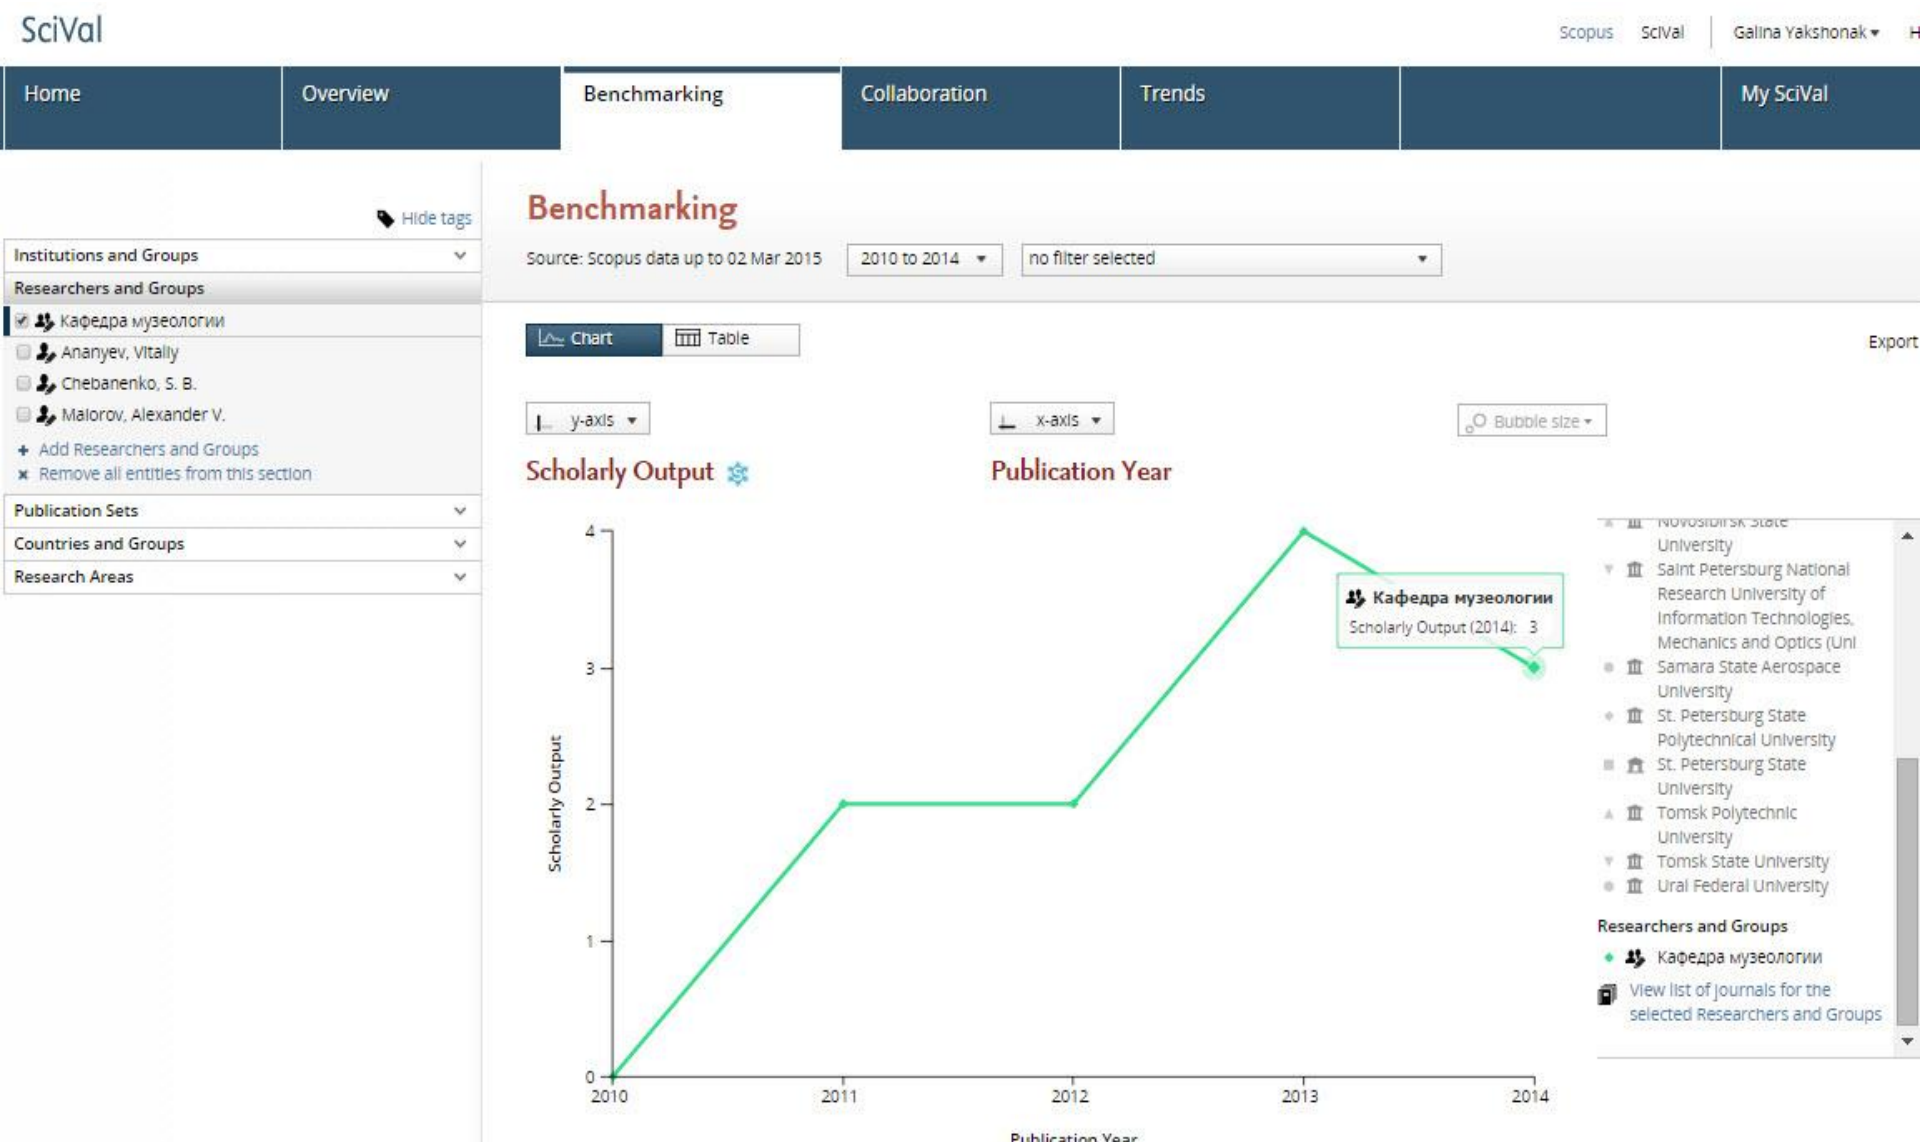 SciVal
Scopus SciVal Galina Yakshonak H
Home Overview Benchmarking Collaboration Trends My SciVal
Hide tags
Institutions and Groups
Researchers and Groups
Кафедра музеологии
Ananyev, Vitaliy
Chebanenko, S. B.
Maiorov, Alexander V.
Add Researchers and Groups
Remove all entities from this section
Publication Sets
Countries and Groups
Research Areas
Benchmarking
Source: Scopus data up to 02 Mar 2015 2010 to 2014 no filter selected
Chart Table
Export
y-axis x-axis Bubble size
Scholarly Output Publication Year
4
3
2
1
0
Scholarly Output
2010 2011 2012 2013 2014
Publication Year
Кафедра музеологии
Scholarly Output (2014): 3
Novosibirsk State
University
Saint Petersburg National
Research University of
Information Technologies,
Mechanics and Optics (Uni
Samara State Aerospace
University
St. Petersburg State
Polytechnical University
St. Petersburg State
University
Tomsk Polytechnic
University
Tomsk State University
Ural Federal University
Researchers and Groups
Кафедра музеологии
View list of journals for the
selected Researchers and Groups